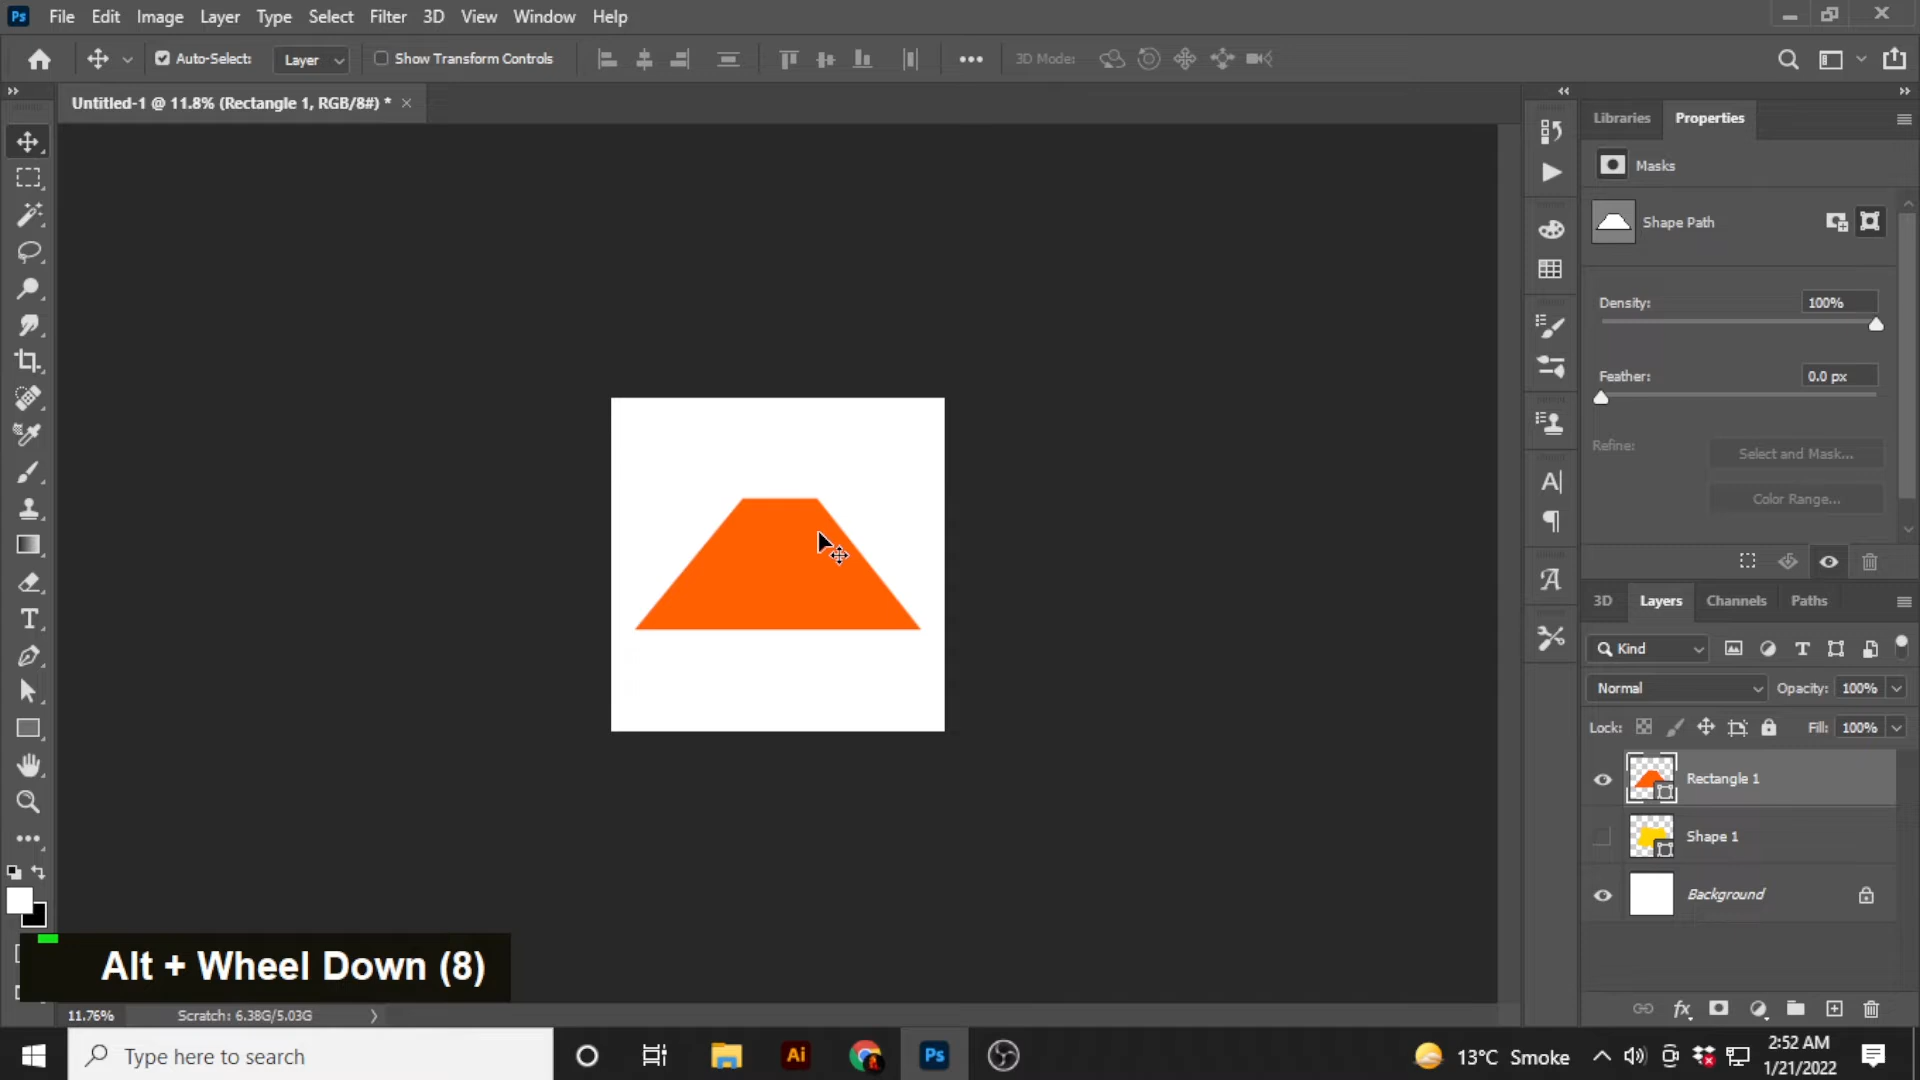 Ps File Edit Image Layer Type Select Filter 3D View Window Help
Auto-Select: Layer Show Transform Controls 3D Mode:
Untitled-1 @ 11.8% (Rectangle 1, RGB/8#) *
Libraries Properties
Masks
Shape Path
Density: 100%
Feather: 0.0 px
Refine: Select and Mask...
Color Range...
3D Layers Channels Paths
Kind
Normal Opacity: 100%
Lock: Fill: 100%
Rectangle 1
Shape 1
Background
Alt + Wheel Down (8)
11.76% Scratch: 6.38G/5.03G
Type here to search
Ai
Ps
13°C Smoke
2:52 AM
1/21/2022